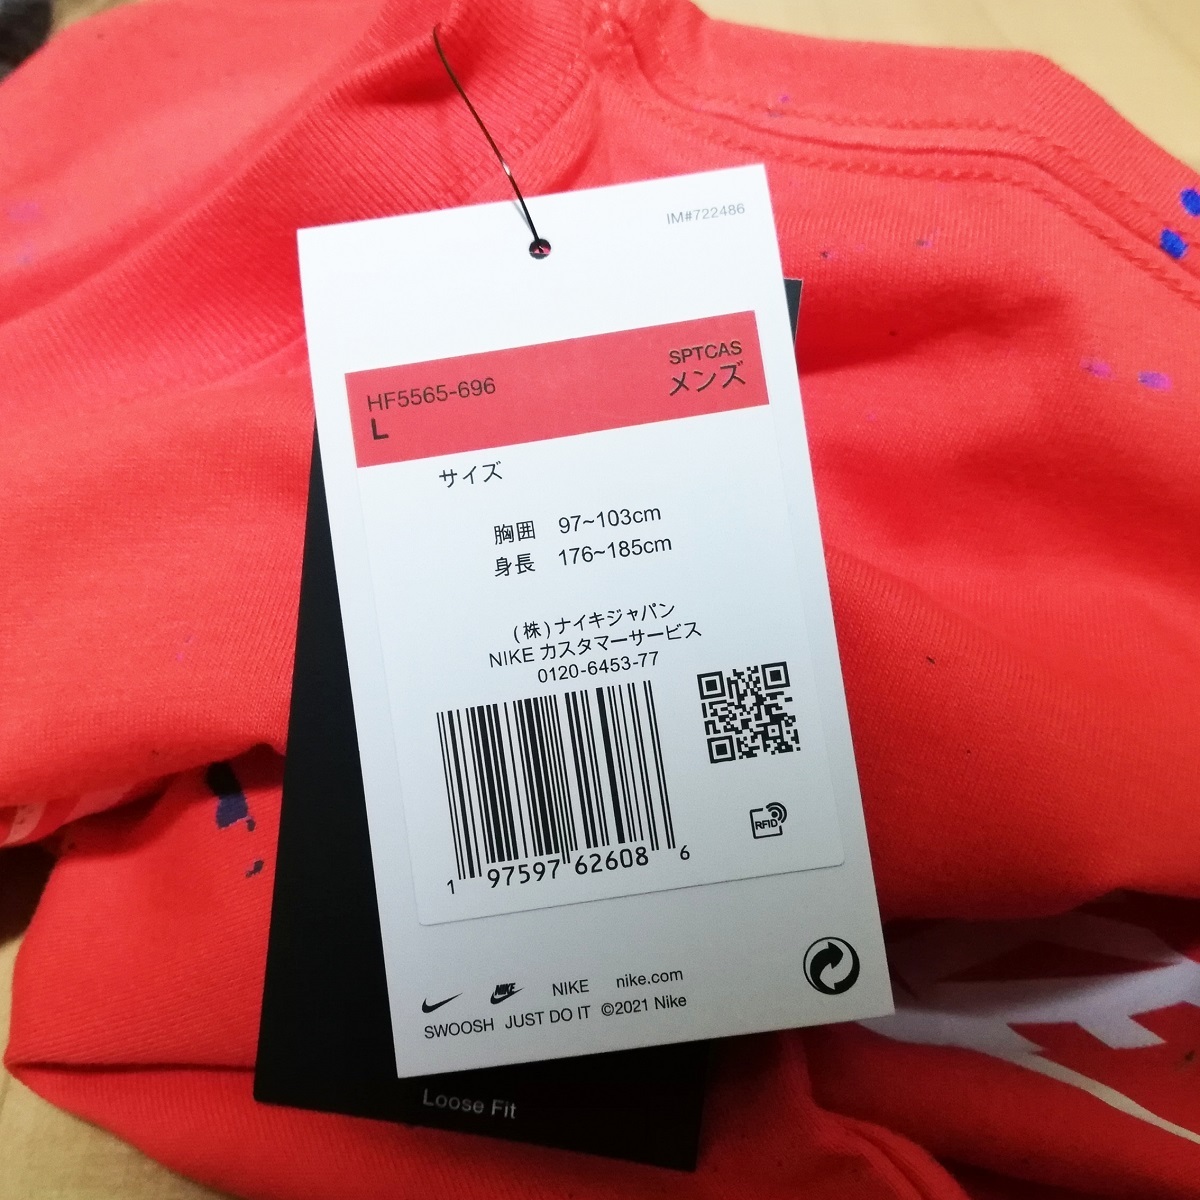 IM#722486
HF5565-696
SPTCAS
L
メンズ
サイズ
胸囲 97~103cm
身長 176~185cm
(株)ナイキジャパン
NIKE カスタマーサービス
0120-6453-77
1 97597 62608 6
RFID
NIKE NIKE nike.com
SWOOSH JUST DO IT ©2021 Nike
Loose Fit